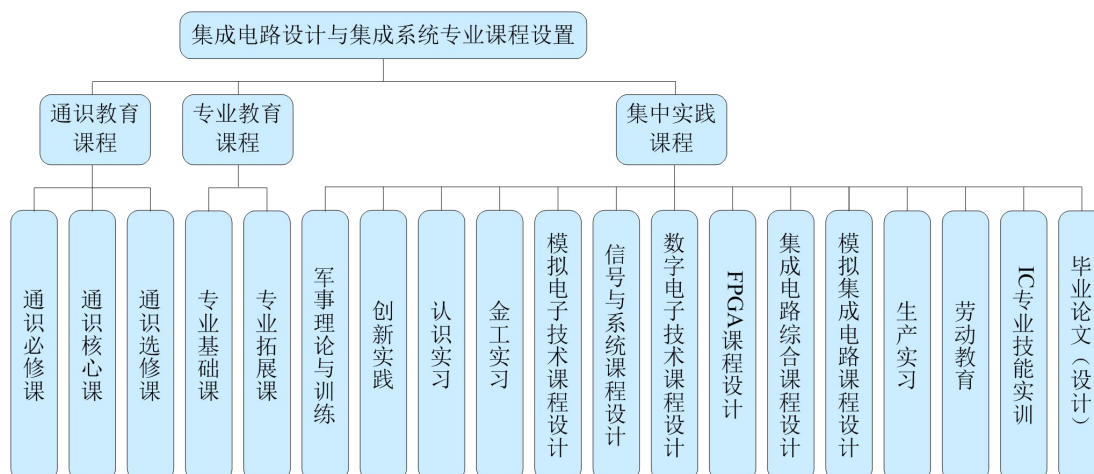 集成电路设计与集成系统专业课程设置
通识教育
课程
专业教育
课程
集中实践
课程
通识必修课
通识核心课
通识选修课
专业基础课
专业拓展课
军事理论与训练
创新实践
认识实习
金工实习
模拟电子技术课程设计
信号与系统课程设计
数字电子技术课程设计
FPGA课程设计
集成电路综合课程设计
模拟集成电路课程设计
生产实习
劳动教育
IC专业技能实训
毕业论文（设计）